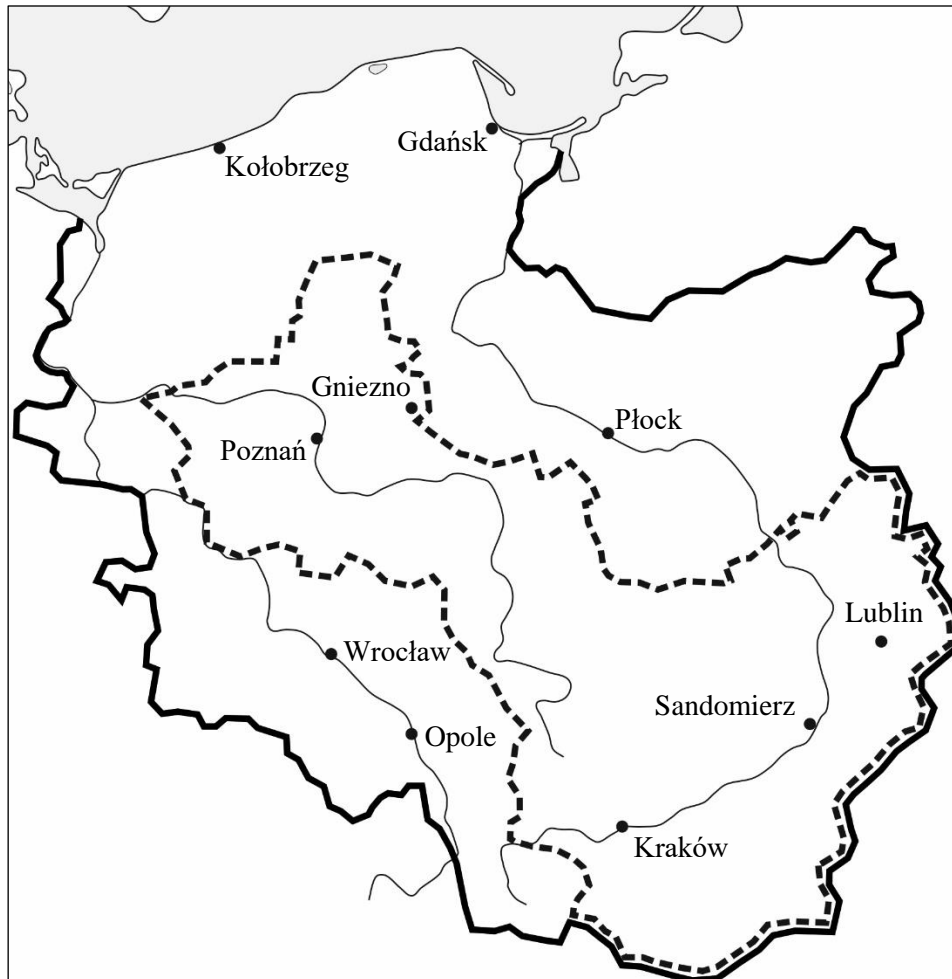 Gdańsk
Kołobrzeg
Gniezno
Płock
Poznań
Lublin
Wrocław
Sandomierz
Opole
Kraków